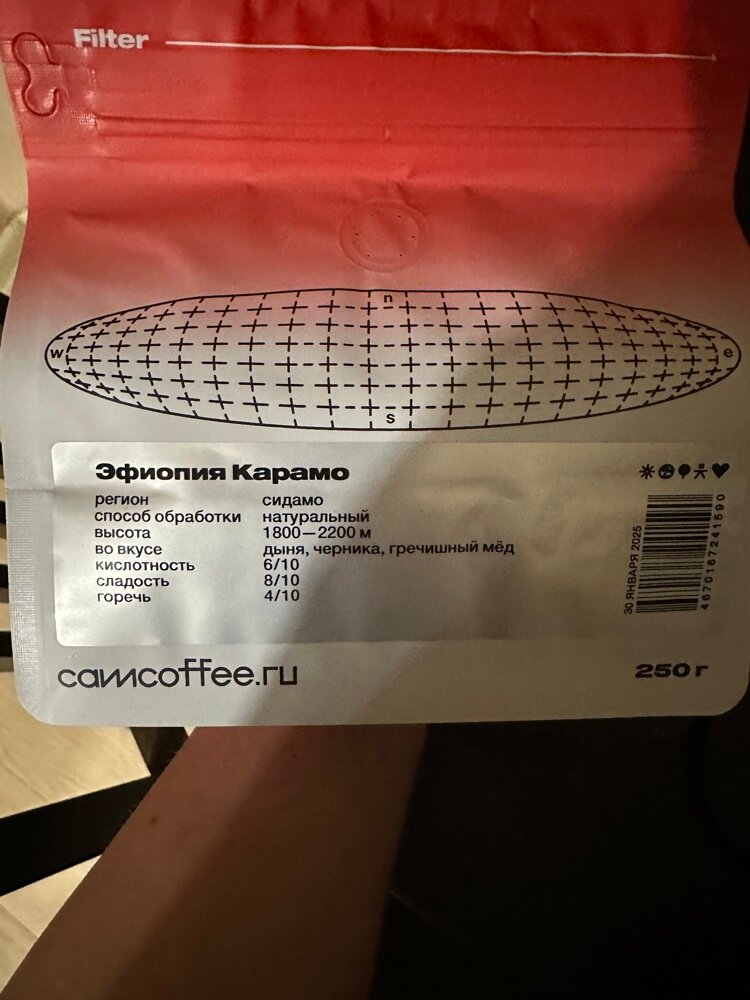 Filter
n
w
e
s
Эфиопия Карамо
регион сидамо
способ обработки натуральный
высота 1800—2200 м
во вкусе дыня, черника, гречишный мёд
кислотность 6/10
сладость 8/10
горечь 4/10
30 ЯНВАРЯ 2025
4670167241590
camcoffee.ru
250 г